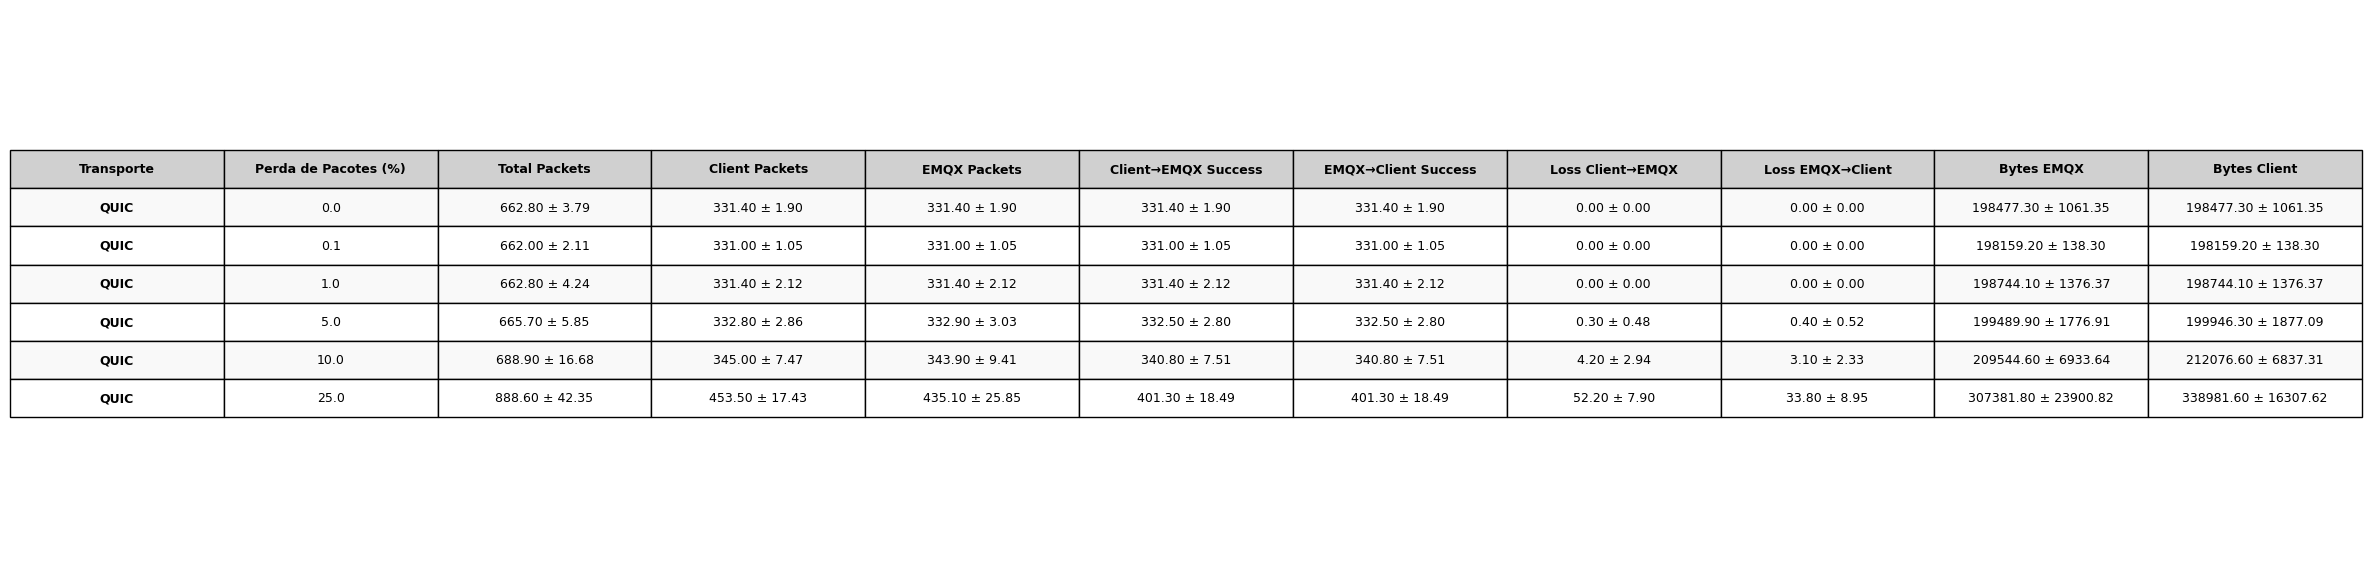 Transporte Perda de Pacotes (%) Total Packets Client Packets EMQX Packets Client→EMQX Success EMQX→Client Success Loss Client→EMQX Loss EMQX→Client Bytes EMQX Bytes Client
QUIC 0.0 662.80 ± 3.79 331.40 ± 1.90 331.40 ± 1.90 331.40 ± 1.90 331.40 ± 1.90 0.00 ± 0.00 0.00 ± 0.00 198477.30 ± 1061.35 198477.30 ± 1061.35
QUIC 0.1 662.00 ± 2.11 331.00 ± 1.05 331.00 ± 1.05 331.00 ± 1.05 331.00 ± 1.05 0.00 ± 0.00 0.00 ± 0.00 198159.20 ± 138.30 198159.20 ± 138.30
QUIC 1.0 662.80 ± 4.24 331.40 ± 2.12 331.40 ± 2.12 331.40 ± 2.12 331.40 ± 2.12 0.00 ± 0.00 0.00 ± 0.00 198744.10 ± 1376.37 198744.10 ± 1376.37
QUIC 5.0 665.70 ± 5.85 332.80 ± 2.86 332.90 ± 3.03 332.50 ± 2.80 332.50 ± 2.80 0.30 ± 0.48 0.40 ± 0.52 199489.90 ± 1776.91 199946.30 ± 1877.09
QUIC 10.0 688.90 ± 16.68 345.00 ± 7.47 343.90 ± 9.41 340.80 ± 7.51 340.80 ± 7.51 4.20 ± 2.94 3.10 ± 2.33 209544.60 ± 6933.64 212076.60 ± 6837.31
QUIC 25.0 888.60 ± 42.35 453.50 ± 17.43 435.10 ± 25.85 401.30 ± 18.49 401.30 ± 18.49 52.20 ± 7.90 33.80 ± 8.95 307381.80 ± 23900.82 338981.60 ± 16307.62